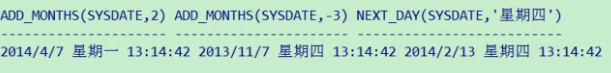 ADD_MONTHS(SYSDATE,2) ADD_MONTHS(SYSDATE,-3) NEXT_DAY(SYSDATE,'星期四')
--------------------- ---------------------- --------------------------
2014/4/7 星期一 13:14:42 2013/11/7 星期四 13:14:42 2014/2/13 星期四 13:14:42